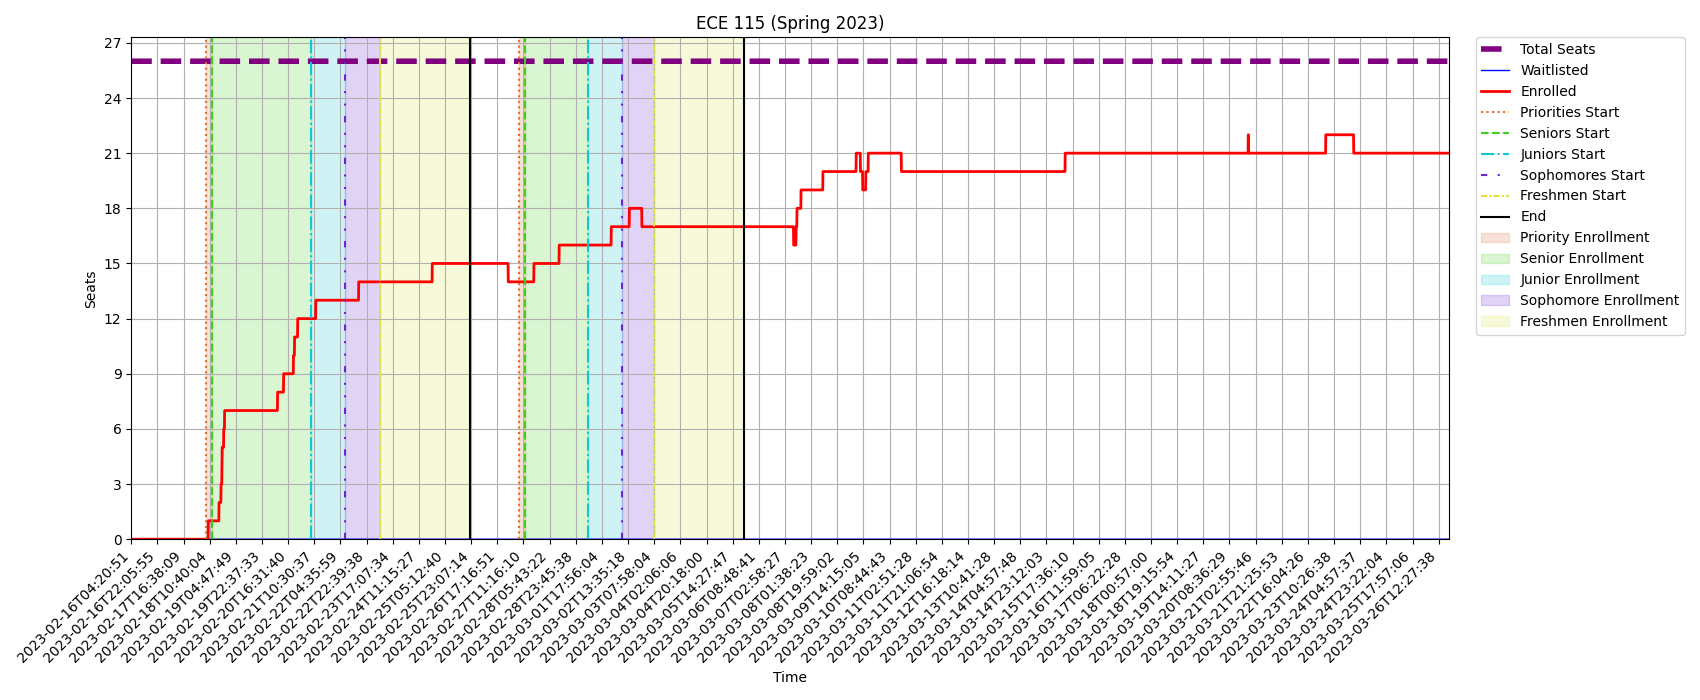 ECE 115 (Spring 2023)
27
24
21
18
15
12
9
6
3
0
Seats
2023-02-16T04:20:51
2023-02-16T22:05:55
2023-02-17T16:38:09
2023-02-18T10:40:04
2023-02-19T04:47:49
2023-02-19T22:37:33
2023-02-20T16:31:40
2023-02-21T10:30:37
2023-02-22T04:35:59
2023-02-22T22:39:38
2023-02-23T17:07:34
2023-02-24T11:15:27
2023-02-25T05:12:40
2023-02-25T23:07:14
2023-02-26T17:16:51
2023-02-27T11:16:10
2023-02-28T05:43:22
2023-02-28T23:45:38
2023-03-01T17:56:04
2023-03-02T13:35:18
2023-03-03T07:58:04
2023-03-04T02:06:06
2023-03-04T20:18:00
2023-03-05T14:27:47
2023-03-06T08:48:41
2023-03-07T02:58:27
2023-03-08T01:38:23
2023-03-08T19:59:02
2023-03-09T14:15:05
2023-03-10T08:44:43
2023-03-11T02:51:28
2023-03-11T21:06:54
2023-03-12T16:18:14
2023-03-13T10:41:28
2023-03-14T04:57:48
2023-03-14T23:12:03
2023-03-15T17:36:10
2023-03-16T11:59:05
2023-03-17T06:22:28
2023-03-18T00:57:00
2023-03-18T19:15:54
2023-03-19T14:11:27
2023-03-20T08:36:29
2023-03-21T02:55:46
2023-03-21T21:25:53
2023-03-22T16:04:26
2023-03-23T10:26:38
2023-03-24T04:57:37
2023-03-24T23:22:04
2023-03-25T17:57:06
2023-03-26T12:27:38
Time
Total Seats
Waitlisted
Enrolled
Priorities Start
Seniors Start
Juniors Start
Sophomores Start
Freshmen Start
End
Priority Enrollment
Senior Enrollment
Junior Enrollment
Sophomore Enrollment
Freshmen Enrollment